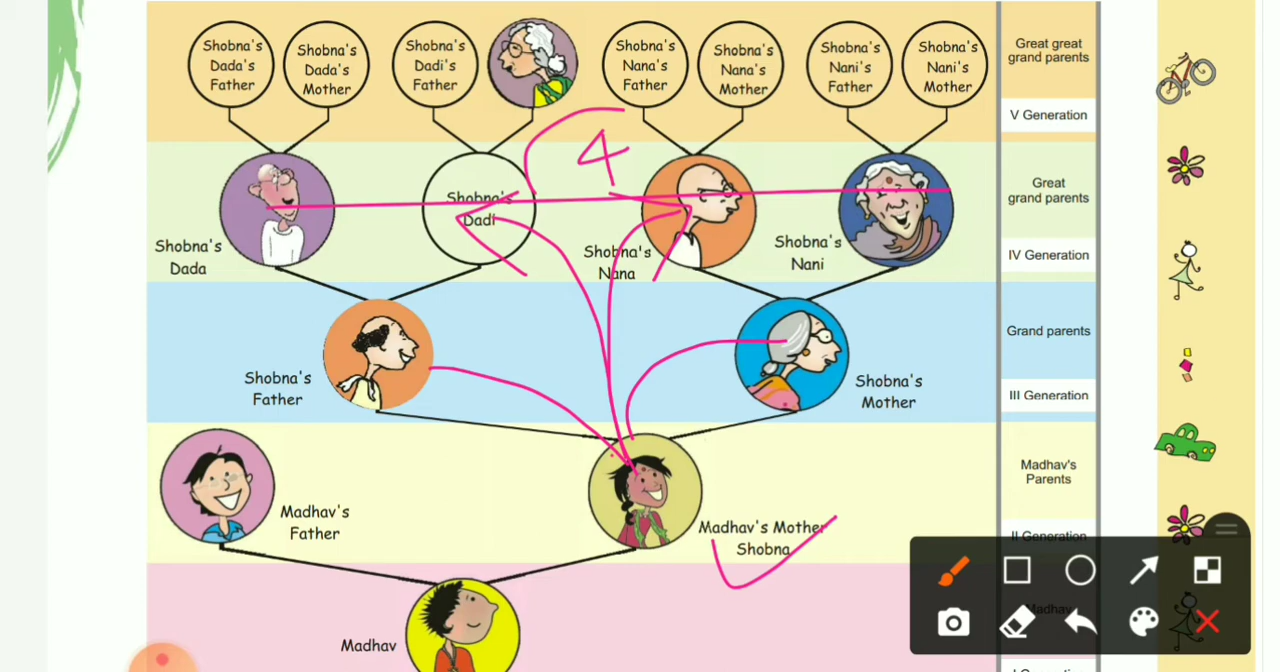 Shobna's
Dada's
Father
Shobna's
Dada's
Mother
Shobna's
Dadi's
Father
Shobna's
Nana's
Father
Shobna's
Nana's
Mother
Shobna's
Nani's
Father
Shobna's
Nani's
Mother
Great great
grand parents
V Generation
4
Shobna's
Dadi
Shobna's
Dada
Shobna's
Nana
Shobna's
Nani
Great
grand parents
IV Generation
Shobna's
Father
Shobna's
Mother
Grand parents
III Generation
Madhav's
Father
Madhav's Mother
Shobna
Madhav's
Parents
II Generation
Madhav
Madhav
I Generation